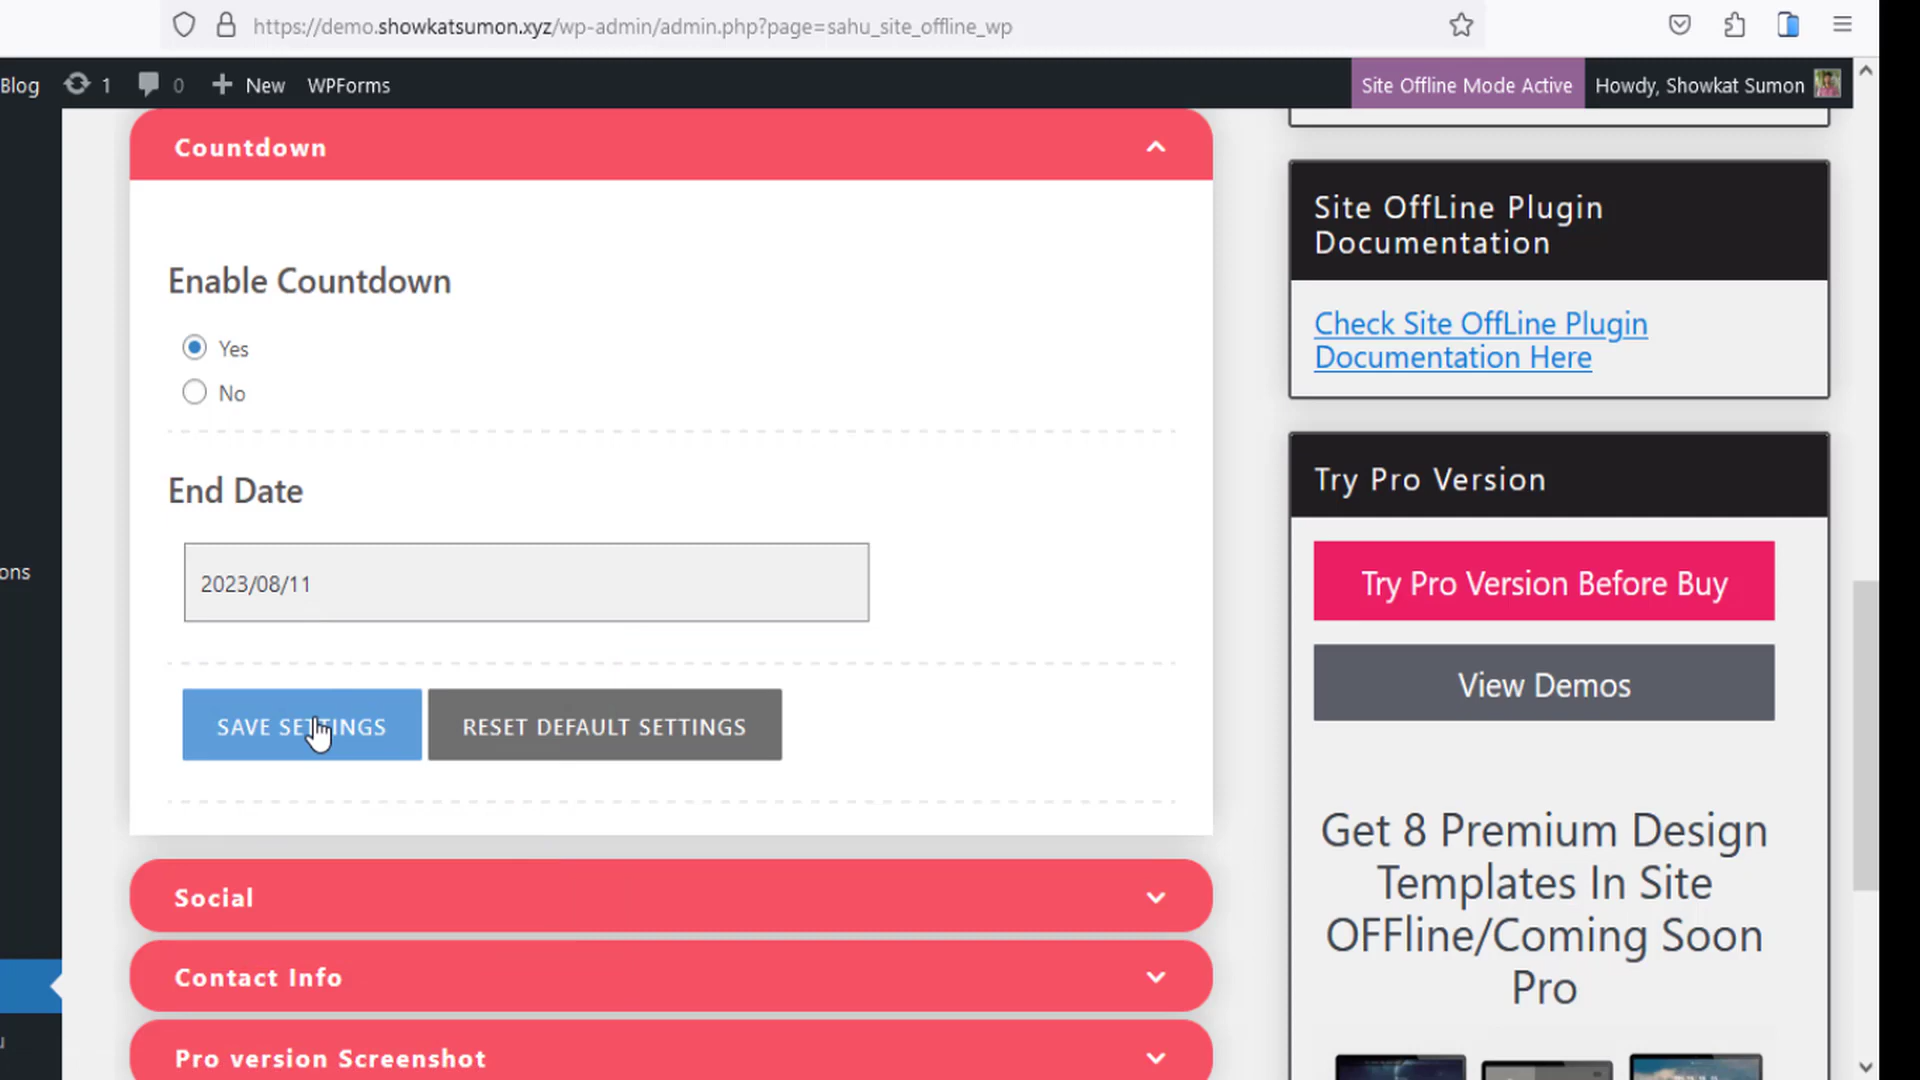 https://demo.showkatsumon.xyz/wp-admin/admin.php?page=sahu_site_offline_wp
Blog 1 0 New WPForms Site Offline Mode Active Howdy, Showkat Sumon
Countdown
Enable Countdown
Yes
No
End Date
2023/08/11
SAVE SETTINGS RESET DEFAULT SETTINGS
Social
Contact Info
Pro version Screenshot
ons
Site OffLine Plugin
Documentation
Check Site OffLine Plugin
Documentation Here
Try Pro Version
Try Pro Version Before Buy
View Demos
Get 8 Premium Design
Templates In Site
OFFline/Coming Soon
Pro